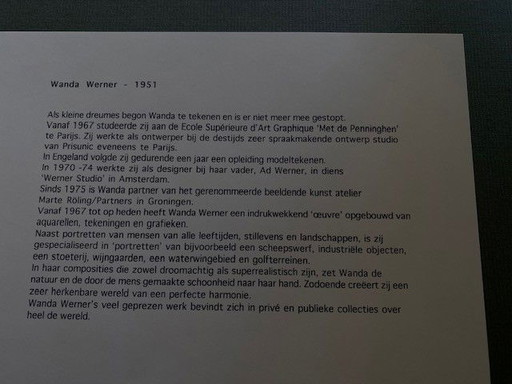 Wanda Werner - 1951
Als kleine dreumes begon Wanda te tekenen en is er niet meer mee gestopt.
Vanaf 1967 studeerde zij aan de Ecole Supérieure d'Art Graphique 'Met de Penninghen'
te Parijs. Zij werkte als ontwerper bij de destijds zeer spraakmakende ontwerp studio
van Prisunic eveneens te Parijs.
In Engeland volgde zij gedurende een jaar een opleiding modeltekenen.
In 1970 -74 werkte zij als designer bij haar vader, Ad Werner, in diens
'Werner Studio' in Amsterdam.
Sinds 1975 is Wanda partner van het gerenommeerde beeldende kunst atelier
Marte Röling/Partners in Groningen.
Vanaf 1967 tot op heden heeft Wanda Werner een indrukwekkend 'œuvre' opgebouwd van
aquarellen, tekeningen en grafieken.
Naast portretten van mensen van alle leeftijden, stillevens en landschappen, is zij
gespecialiseerd in 'portretten' van bijvoorbeeld een scheepswerf, industriële objecten,
een stoeterij, wijngaarden, een waterwingebied en golfterreinen.
In haar composities die zowel droomachtig als superrealistisch zijn, zet Wanda de
natuur en de door de mens gemaakte schoonheid naar haar hand. Zodoende creëert zij een
zeer herkenbare wereld van een perfecte harmonie.
Wanda Werner's veel geprezen werk bevindt zich in privé en publieke collecties over
heel de wereld.